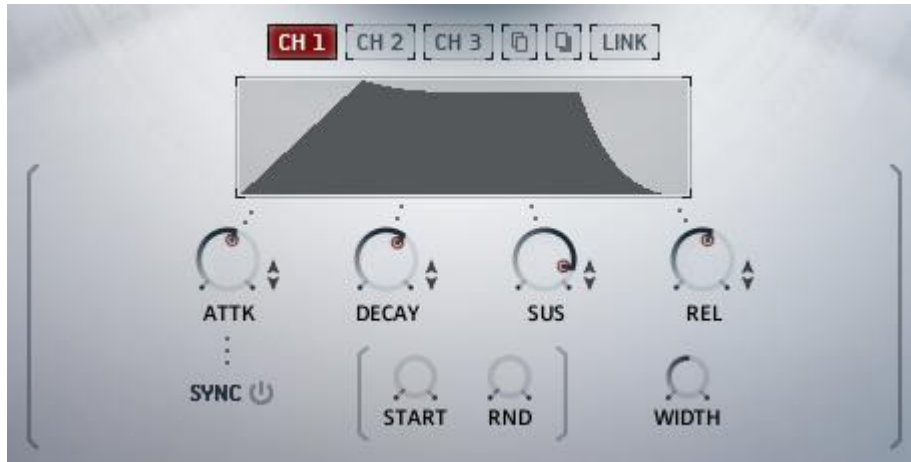 CH 1 CH 2 CH 3 LINK
ATTK DECAY SUS REL
SYNC START RND WIDTH